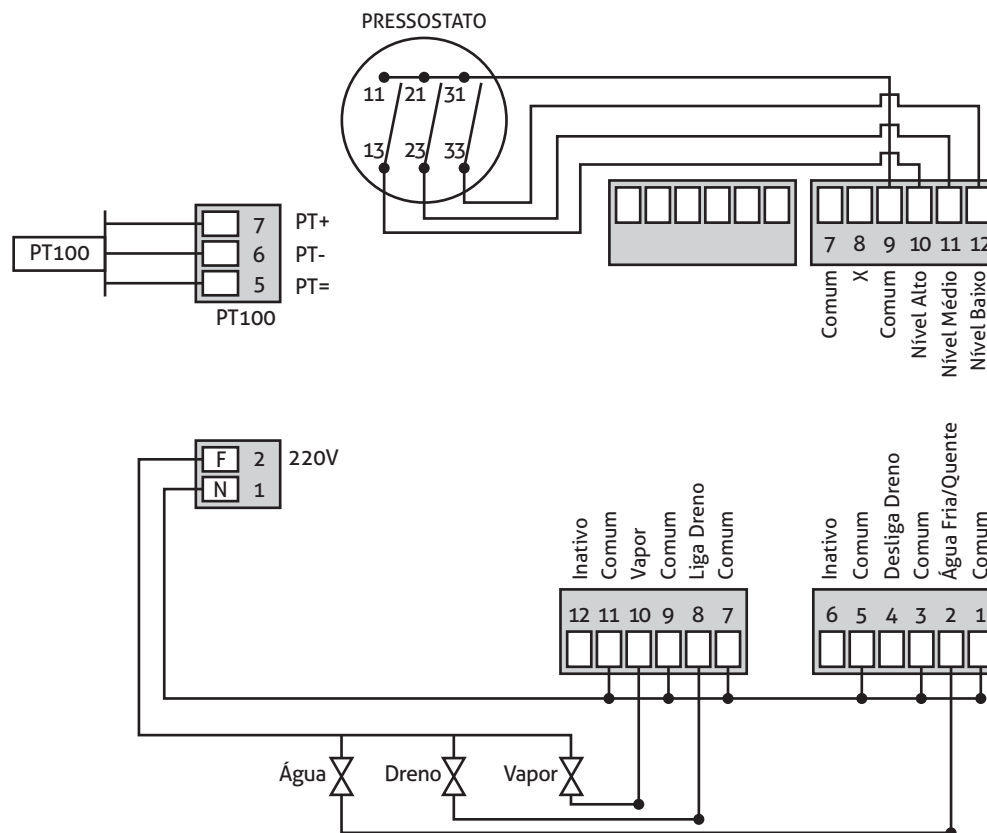 PRESSOSTATO
11 21 31
13 23 33
7 8 9 10 11 12
Comum
X
Comum
Nível Alto
Nível Médio
Nível Baixo
PT100
7 PT+
6 PT-
5 PT=
PT100
F 2 220V
N 1
Inativo
Comum
Vapor
Comum
Liga Dreno
Comum
12 11 10 9 8 7
Inativo
Comum
Desliga Dreno
Comum
Água Fria/Quente
Comum
6 5 4 3 2 1
Água
Dreno
Vapor